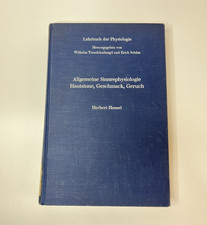 Lehrbuch der Physiologie
Herausgegeben von
Wilhelm Trendelenburg† und Erich Schütz
Allgemeine Sinnesphysiologie
Hautsinne, Geschmack, Geruch
Herbert Hensel